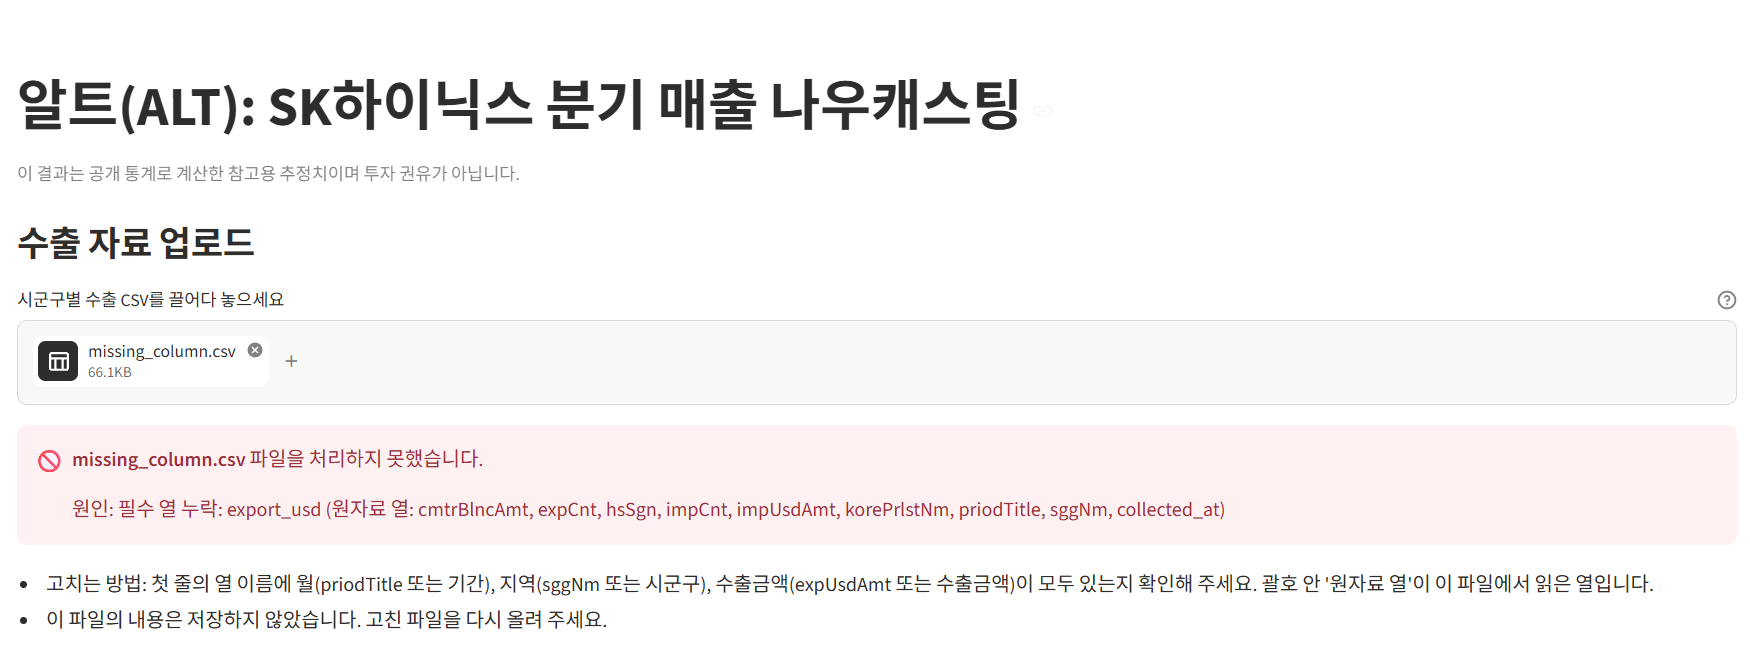 알트(ALT): SK하이닉스 분기 매출 나우캐스팅
이 결과는 공개 통계로 계산한 참고용 추정치이며 투자 권유가 아닙니다.
수출 자료 업로드
시군구별 수출 CSV를 끌어다 놓으세요
missing_column.csv
66.1KB
missing_column.csv 파일을 처리하지 못했습니다.
원인: 필수 열 누락: export_usd (원자료 열: cmtrBlncAmt, expCnt, hsSgn, impCnt, impUsdAmt, korePrlstNm, priodTitle, sggNm, collected_at)
• 고치는 방법: 첫 줄의 열 이름에 월(priodTitle 또는 기간), 지역(sggNm 또는 시군구), 수출금액(expUsdAmt 또는 수출금액)이 모두 있는지 확인해 주세요. 괄호 안 '원자료 열'이 이 파일에서 읽은 열입니다.
• 이 파일의 내용은 저장하지 않았습니다. 고친 파일을 다시 올려 주세요.